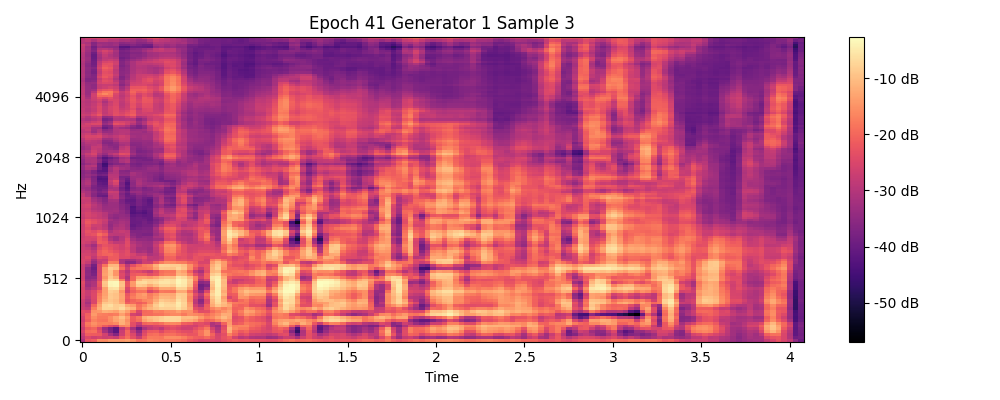 Epoch 41 Generator 1 Sample 3
Hz
4096
2048
1024
512
0
0 0.5 1 1.5 2 2.5 3 3.5 4
Time
-10 dB
-20 dB
-30 dB
-40 dB
-50 dB